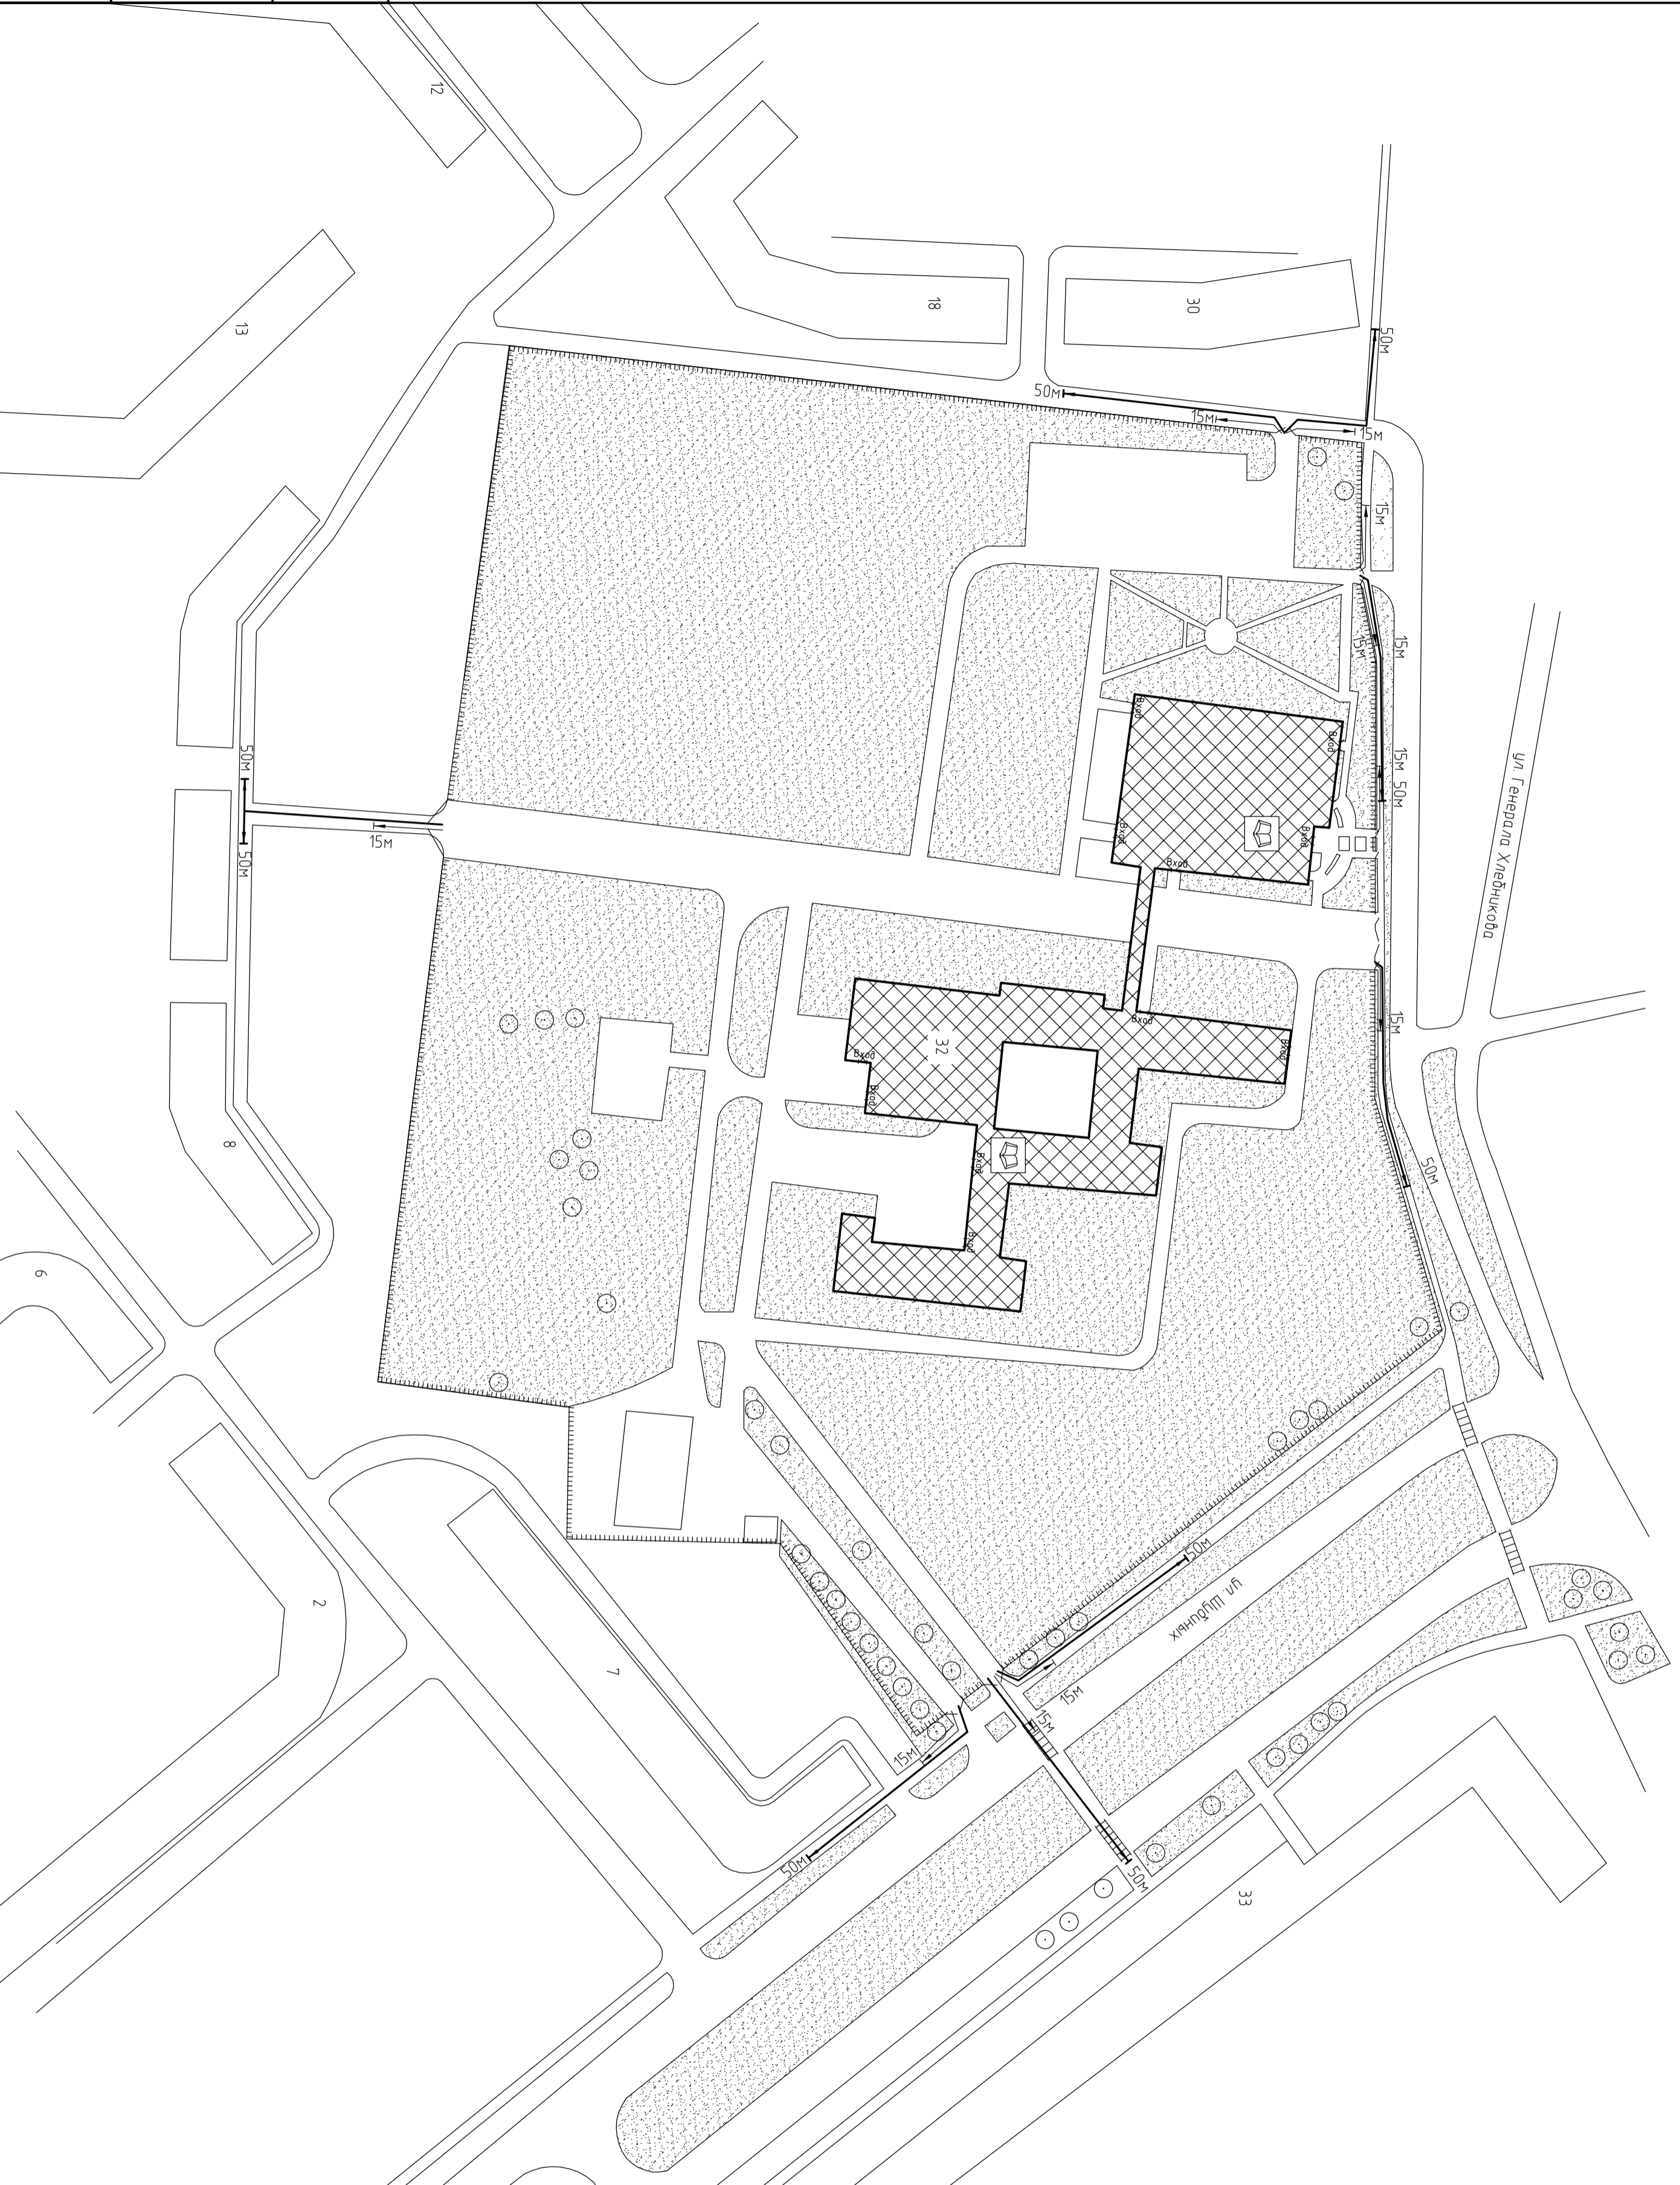 12
13
18
30
50м
50м
15м
15м
15м
15м
15м
ул. Генерала Хлебникова
Вход
Вход
15м
50м
50м
Вход
Вход
Вход
15м
50м
Вход
15м
32
Вход
Вход
Вход
8
Вход
50м
Вход
6
50м
ул. Шубиных
2
7
15м
15м
15м
50м
50м
33